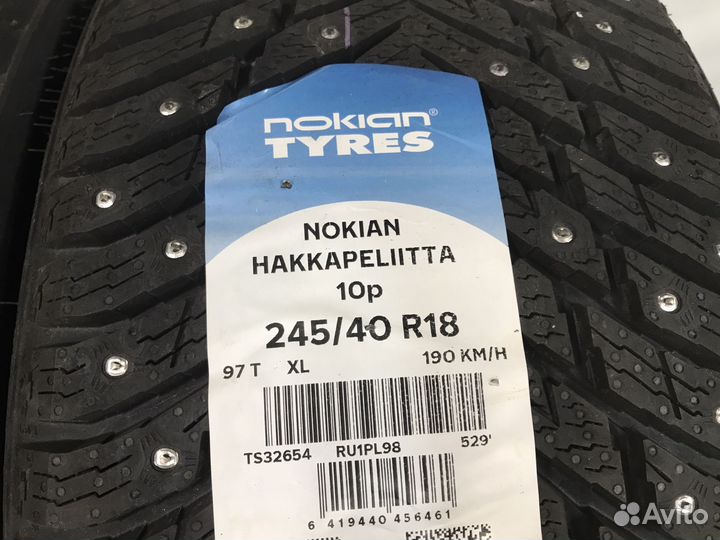 nokian®
TYRES
NOKIAN
HAKKAPELIITTA
10p
245/40 R18
97 T XL 190 KM/H
TS32654 RU1PL98 529'
6 419440 456461
Avito